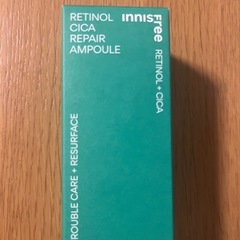 RETINOL
CICA
REPAIR
AMPOULE
innisfree
RETINOL + CICA
ROUBLE CARE + RESURFACE